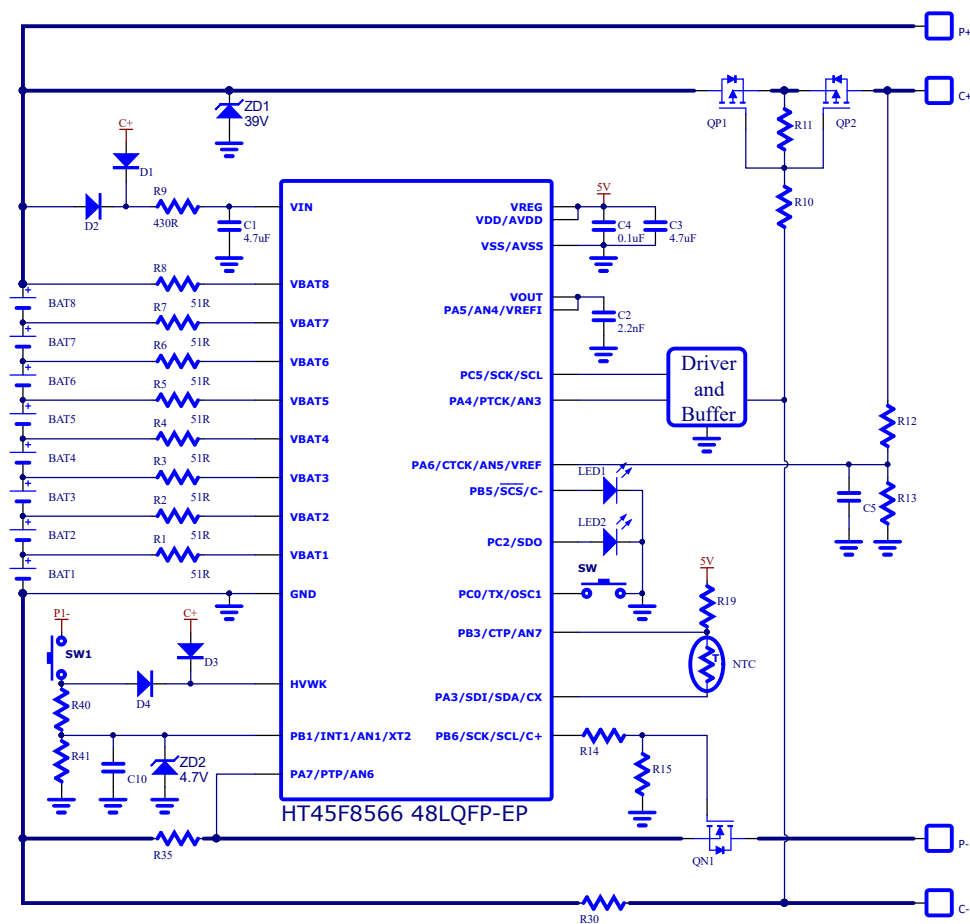 P+
C+
QP1
QP2
R11
ZD1
39V
C+
D1
R10
D2
R9
430R
C1
4.7uF
VIN
VREG
VDD/AVDD
VSS/AVSS
5V
C4
0.1uF
C3
4.7uF
R8
51R
VBAT8
BAT8
VOUT
PA5/AN4/VREFI
C2
2.2nF
R7
51R
VBAT7
BAT7
R6
51R
VBAT6
BAT6
PC5/SCK/SCL
PA4/PTCK/AN3
Driver
and
Buffer
R5
51R
VBAT5
BAT5
R4
51R
VBAT4
BAT4
R12
PA6/CTCK/AN5/VREF
R3
51R
VBAT3
BAT3
PB5/SCS/C-
LED1
C5
R13
R2
51R
VBAT2
BAT2
PC2/SDO
LED2
R1
51R
VBAT1
BAT1
GND
PC0/TX/OSC1
SW
5V
R19
P1-
SW1
C+
D3
PB3/CTP/AN7
T
NTC
D4
HVWK
PA3/SDI/SDA/CX
R40
PB1/INT1/AN1/XT2
PB6/SCK/SCL/C+
R14
R15
R41
C10
ZD2
4.7V
PA7/PTP/AN6
HT45F8566 48LQFP-EP
R35
QN1
P-
R30
C-
+
+
+
+
+
+
+
+